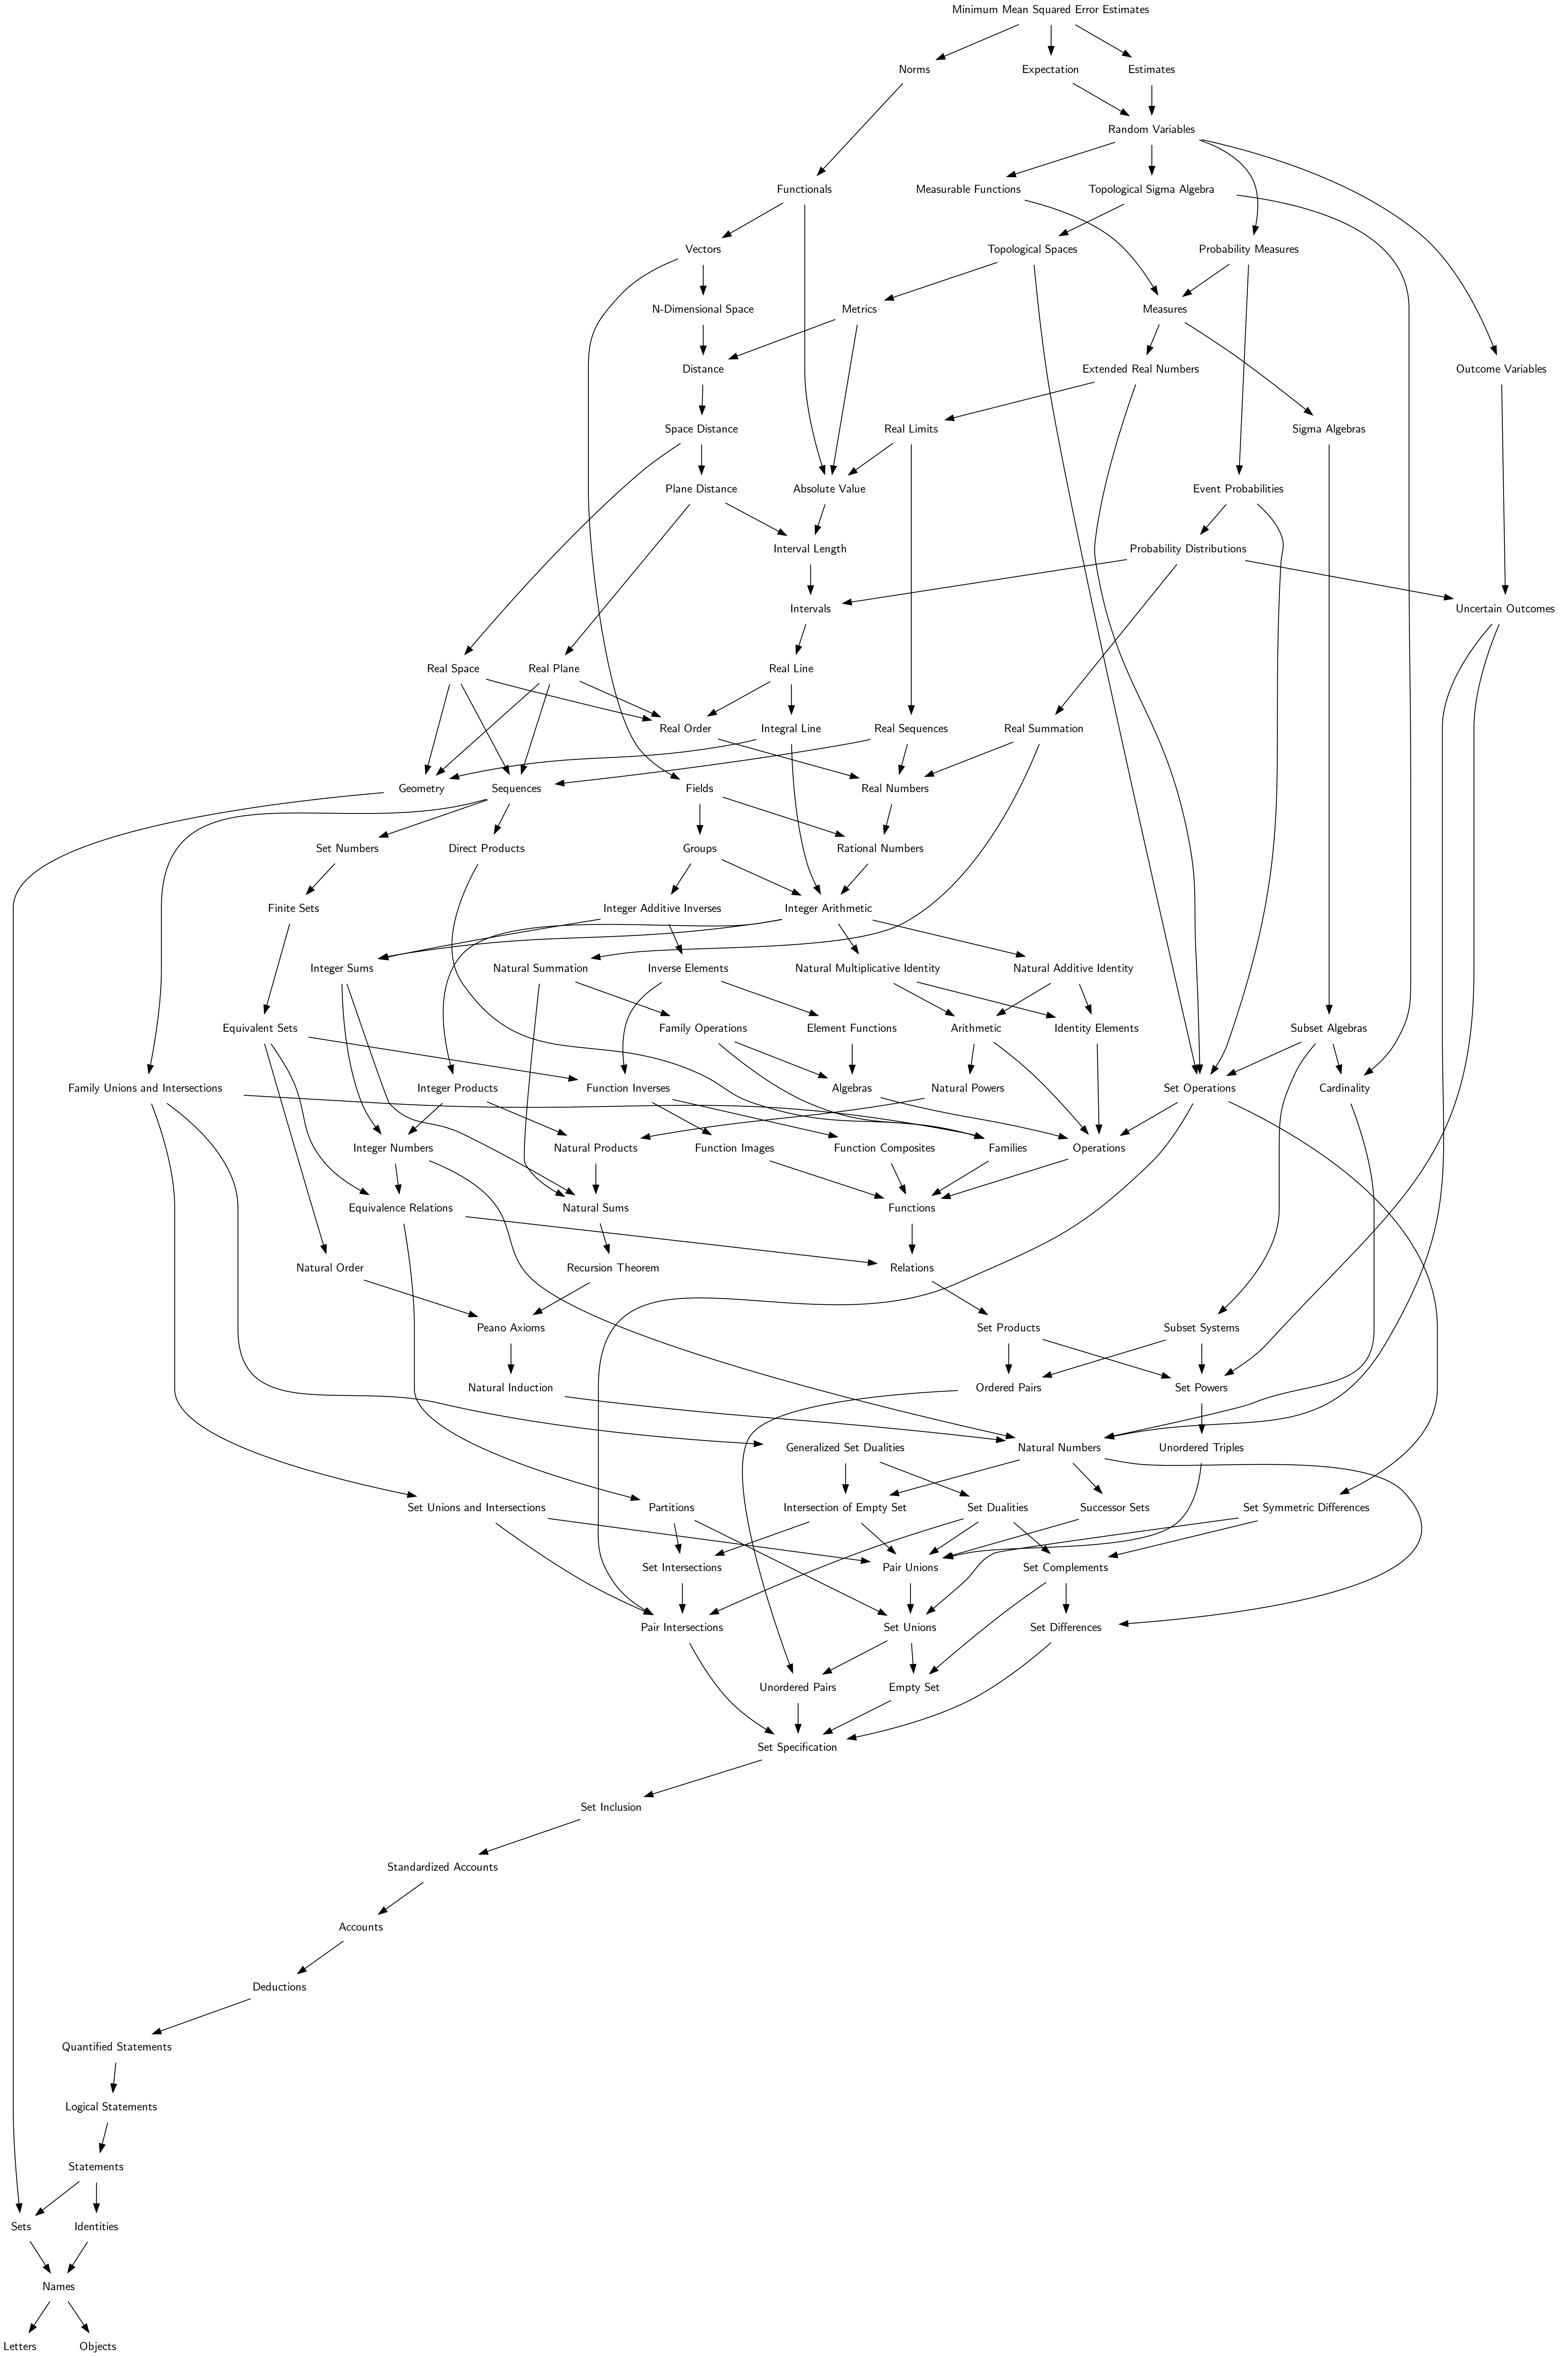 Minimum Mean Squared Error Estimates
Norms
Expectation
Estimates
Random Variables
Functionals
Measurable Functions
Topological Sigma Algebra
Vectors
Topological Spaces
Probability Measures
N-Dimensional Space
Metrics
Measures
Distance
Extended Real Numbers
Outcome Variables
Space Distance
Real Limits
Sigma Algebras
Plane Distance
Absolute Value
Event Probabilities
Interval Length
Probability Distributions
Intervals
Uncertain Outcomes
Real Space
Real Plane
Real Line
Real Order
Integral Line
Real Sequences
Real Summation
Geometry
Sequences
Fields
Real Numbers
Set Numbers
Direct Products
Groups
Rational Numbers
Finite Sets
Integer Additive Inverses
Integer Arithmetic
Integer Sums
Natural Summation
Inverse Elements
Natural Multiplicative Identity
Natural Additive Identity
Equivalent Sets
Family Operations
Element Functions
Arithmetic
Identity Elements
Subset Algebras
Family Unions and Intersections
Integer Products
Function Inverses
Algebras
Natural Powers
Set Operations
Cardinality
Integer Numbers
Natural Products
Function Images
Function Composites
Families
Operations
Equivalence Relations
Natural Sums
Functions
Natural Order
Recursion Theorem
Relations
Peano Axioms
Set Products
Subset Systems
Natural Induction
Ordered Pairs
Set Powers
Generalized Set Dualities
Natural Numbers
Unordered Triples
Set Unions and Intersections
Partitions
Intersection of Empty Set
Set Dualities
Successor Sets
Set Symmetric Differences
Set Intersections
Pair Unions
Set Complements
Pair Intersections
Set Unions
Set Differences
Unordered Pairs
Empty Set
Set Specification
Set Inclusion
Standardized Accounts
Accounts
Deductions
Quantified Statements
Logical Statements
Statements
Sets
Identities
Names
Letters
Objects